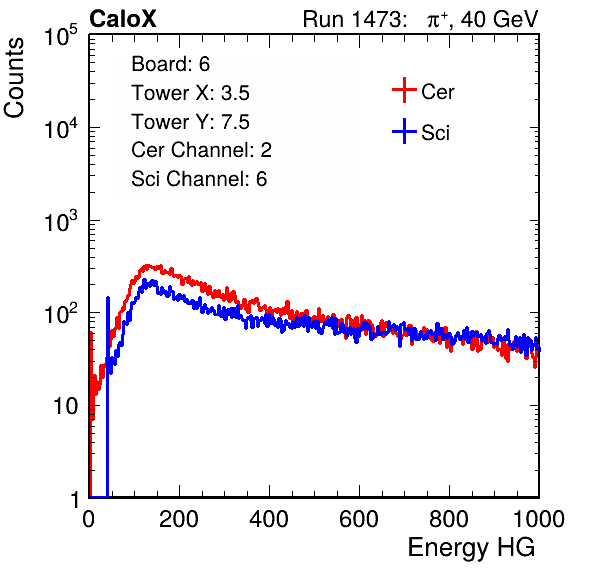 CaloX Run 1473: π⁺, 40 GeV
Counts
Board: 6
Tower X: 3.5
Tower Y: 7.5
Cer Channel: 2
Sci Channel: 6
Cer
Sci
10⁵
10⁴
10³
10²
10
1
0 200 400 600 800 1000
Energy HG